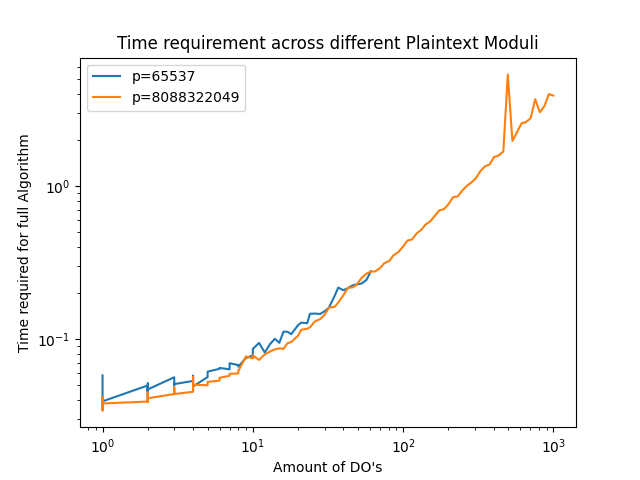 Time requirement across different Plaintext Moduli
p=65537
p=8088322049
Time required for full Algorithm
10⁰
10⁻¹
10⁰
10¹
10²
10³
Amount of DO's